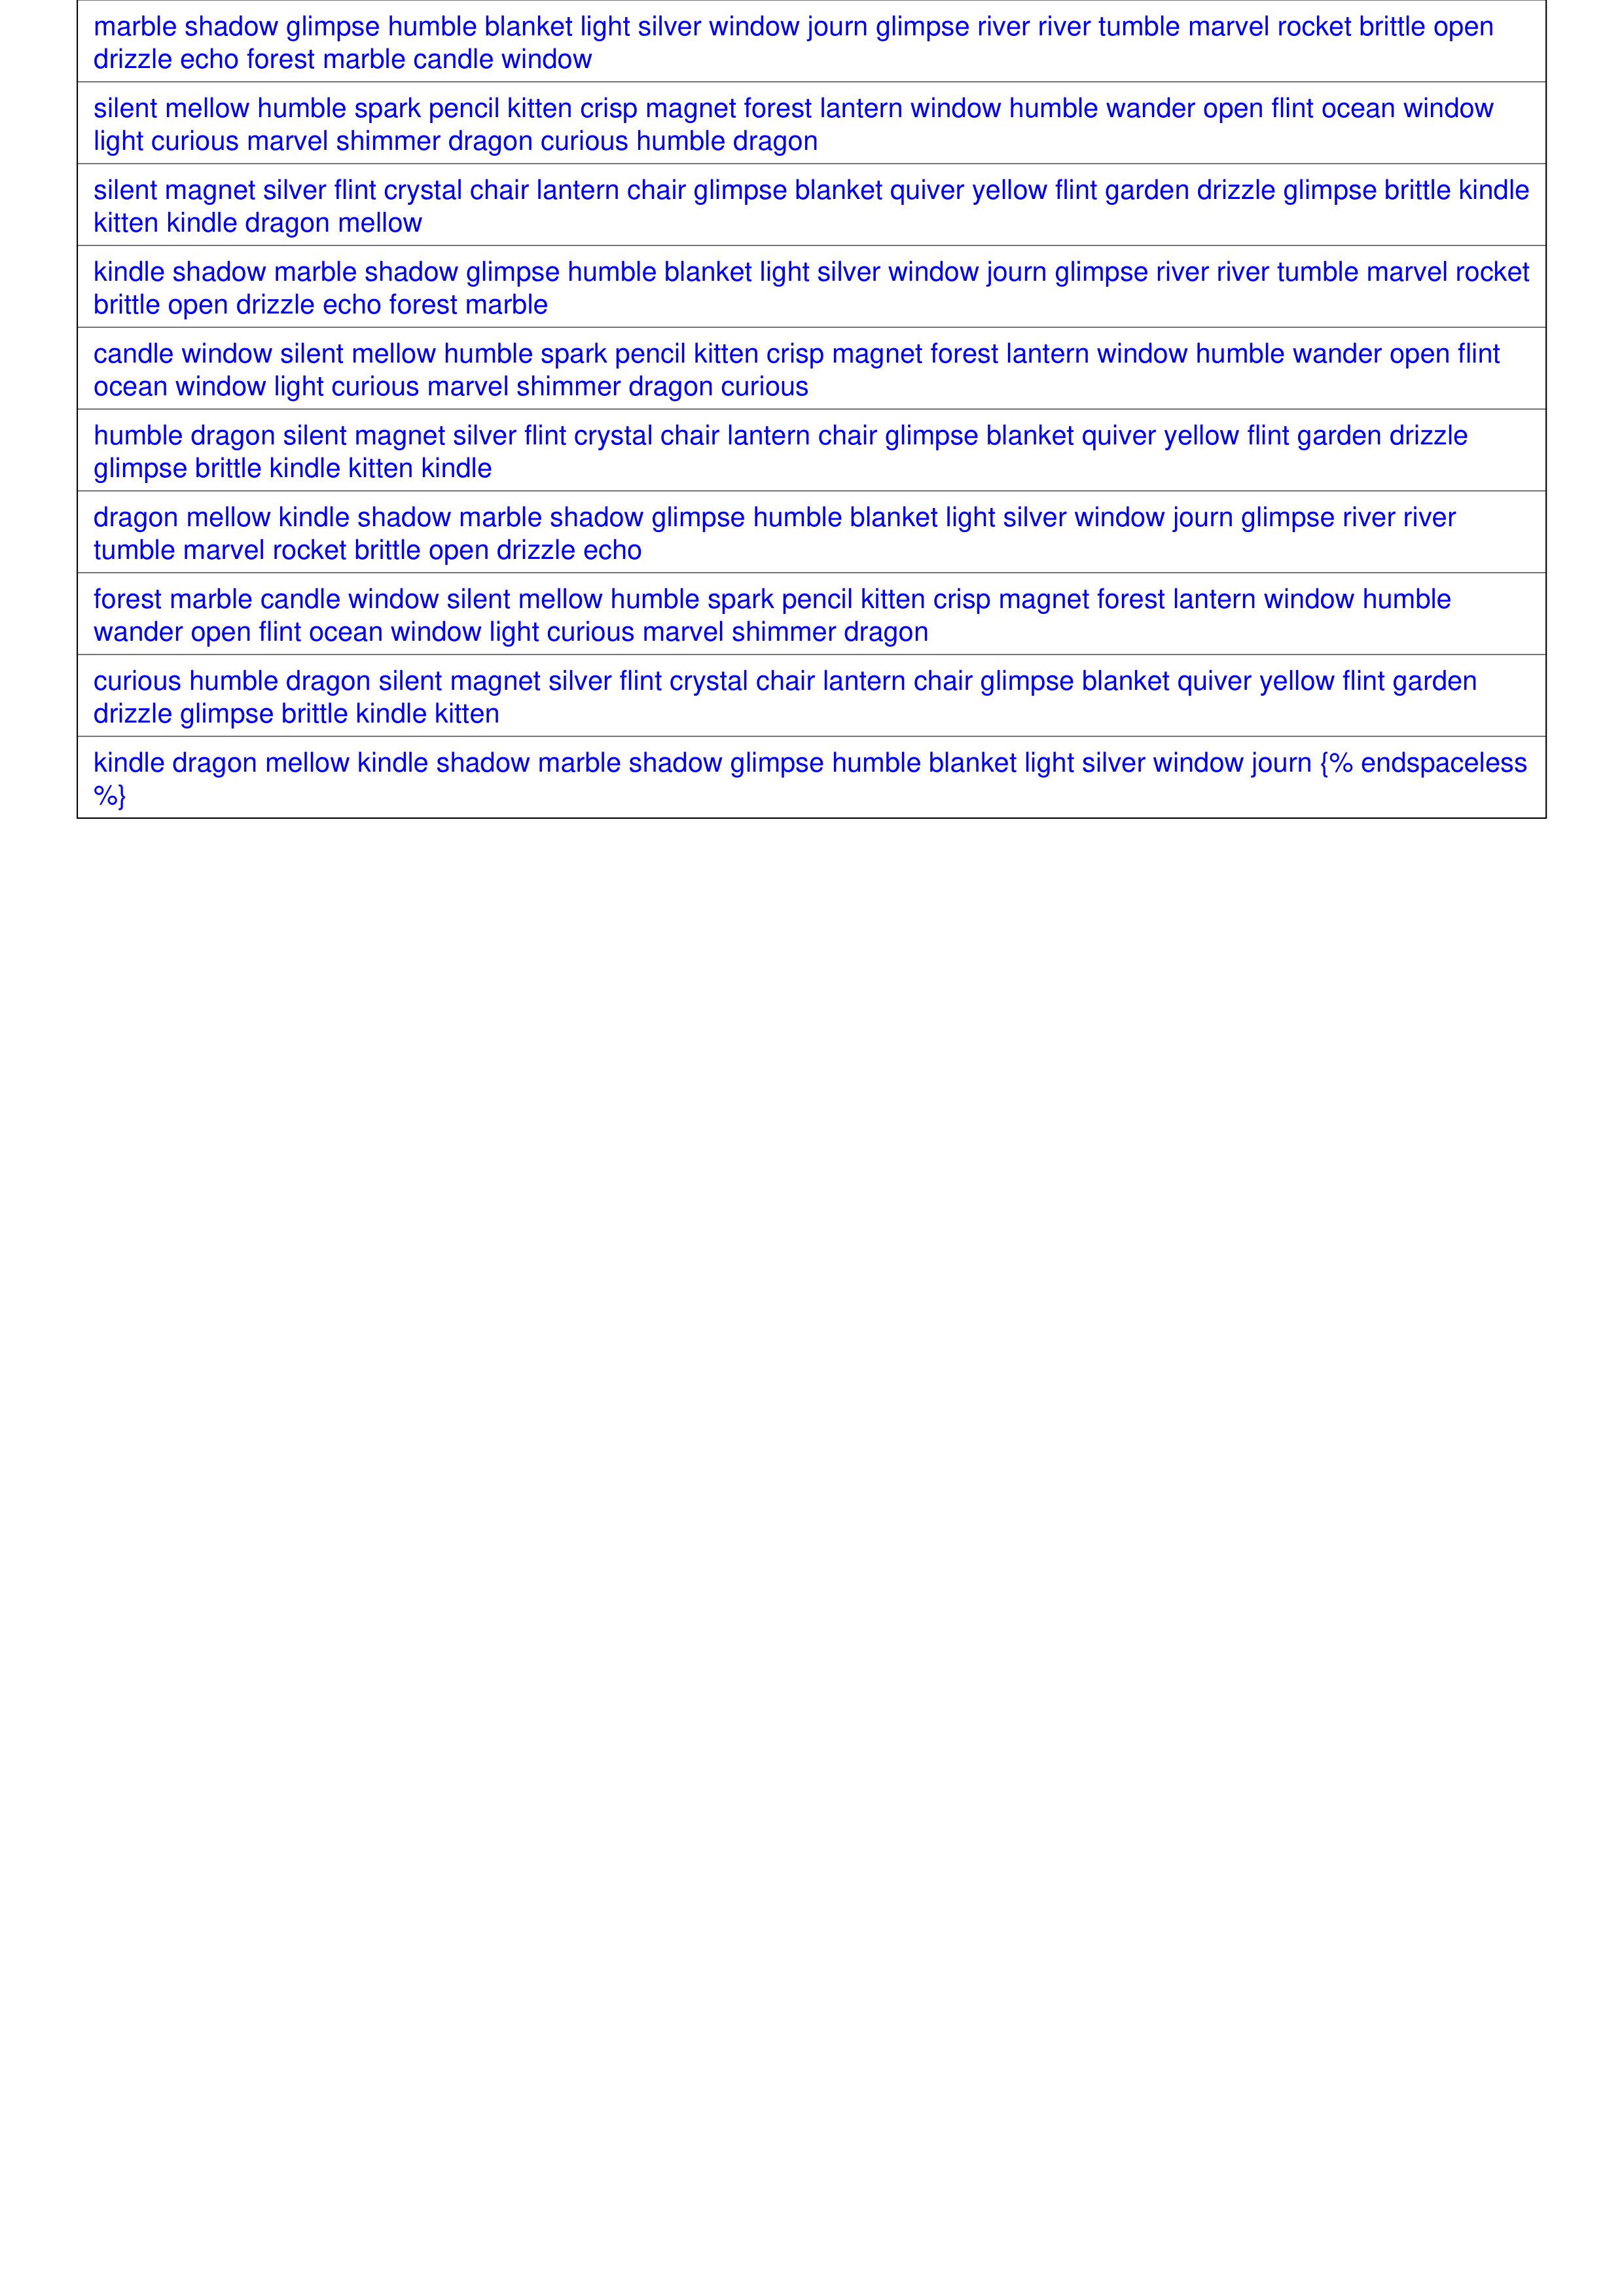 marble shadow glimpse humble blanket light silver window journ glimpse river river tumble marvel rocket brittle open
drizzle echo forest marble candle window
silent mellow humble spark pencil kitten crisp magnet forest lantern window humble wander open flint ocean window
light curious marvel shimmer dragon curious humble dragon
silent magnet silver flint crystal chair lantern chair glimpse blanket quiver yellow flint garden drizzle glimpse brittle kindle
kitten kindle dragon mellow
kindle shadow marble shadow glimpse humble blanket light silver window journ glimpse river river tumble marvel rocket
brittle open drizzle echo forest marble
candle window silent mellow humble spark pencil kitten crisp magnet forest lantern window humble wander open flint
ocean window light curious marvel shimmer dragon curious
humble dragon silent magnet silver flint crystal chair lantern chair glimpse blanket quiver yellow flint garden drizzle
glimpse brittle kindle kitten kindle
dragon mellow kindle shadow marble shadow glimpse humble blanket light silver window journ glimpse river river
tumble marvel rocket brittle open drizzle echo
forest marble candle window silent mellow humble spark pencil kitten crisp magnet forest lantern window humble
wander open flint ocean window light curious marvel shimmer dragon
curious humble dragon silent magnet silver flint crystal chair lantern chair glimpse blanket quiver yellow flint garden
drizzle glimpse brittle kindle kitten
kindle dragon mellow kindle shadow marble shadow glimpse humble blanket light silver window journ {% endspaceless
%}